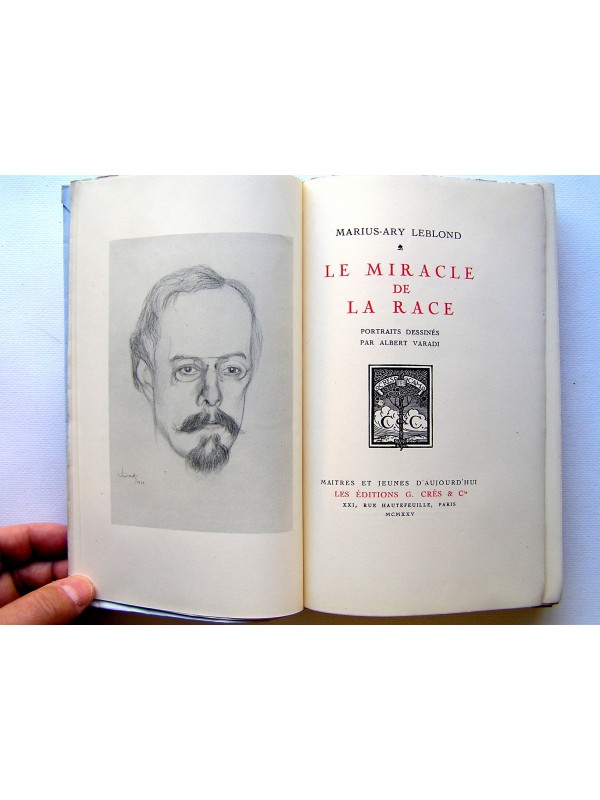 MARIUS-ARY LEBLOND
LE MIRACLE
DE
LA RACE
PORTRAITS DESSINÉS
PAR ALBERT VARADI
C & C
MAITRES ET JEUNES D'AUJOURD'HUI
LES ÉDITIONS G. CRÈS & Cie
XXI, RUE HAUTEFEUILLE, PARIS
MCMXXV